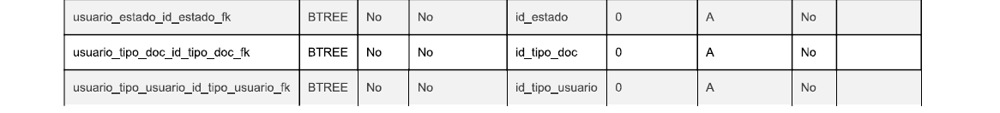 usuario_estado_id_estado_fk BTREE No No id_estado 0 A No
usuario_tipo_doc_id_tipo_doc_fk BTREE No No id_tipo_doc 0 A No
usuario_tipo_usuario_id_tipo_usuario_fk BTREE No No id_tipo_usuario 0 A No